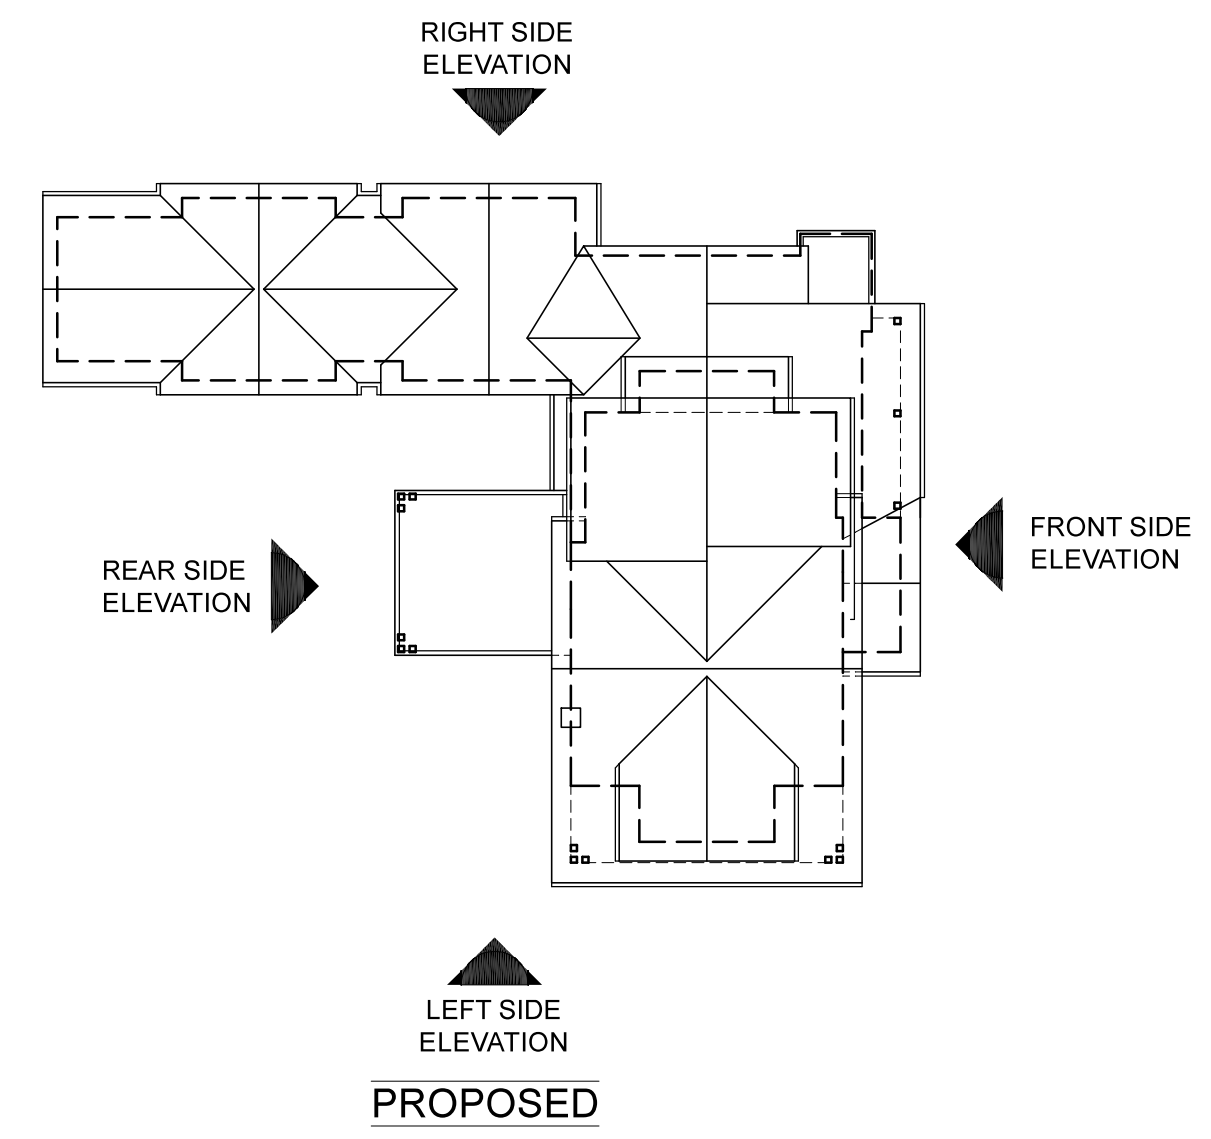 RIGHT SIDE
ELEVATION
FRONT SIDE
ELEVATION
REAR SIDE
ELEVATION
LEFT SIDE
ELEVATION
PROPOSED